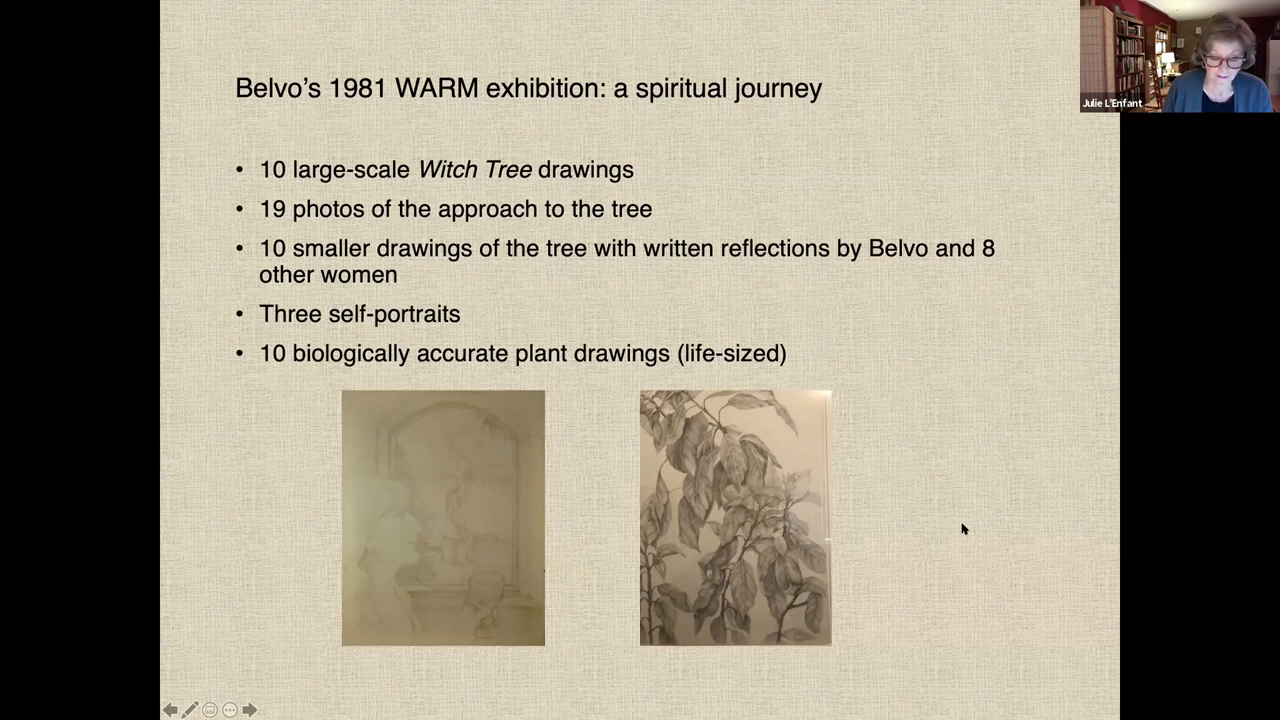 Belvo's 1981 WARM exhibition: a spiritual journey
• 10 large-scale Witch Tree drawings
• 19 photos of the approach to the tree
• 10 smaller drawings of the tree with written reflections by Belvo and 8
other women
• Three self-portraits
• 10 biologically accurate plant drawings (life-sized)
Julie L'Enfant